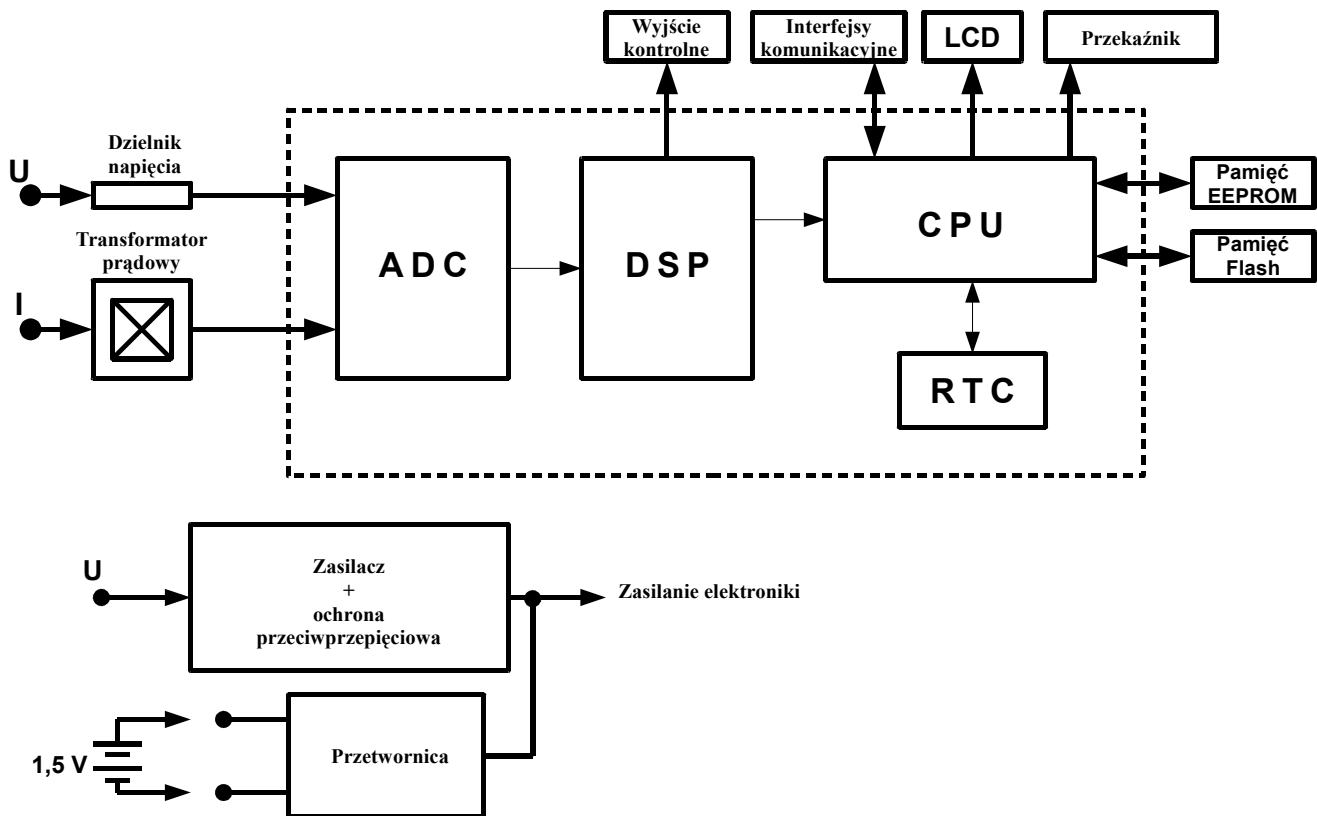 Wyjście
kontrolne
Interfejsy
komunikacyjne
LCD
Przekaźnik
Dzielnik
napięcia
U
Transformator
prądowy
I
ADC
DSP
CPU
RTC
Pamięć
EEPROM
Pamięć
Flash
U
Zasilacz
+
ochrona
przeciwprzepięciowa
Zasilanie elektroniki
1,5 V
Przetwornica